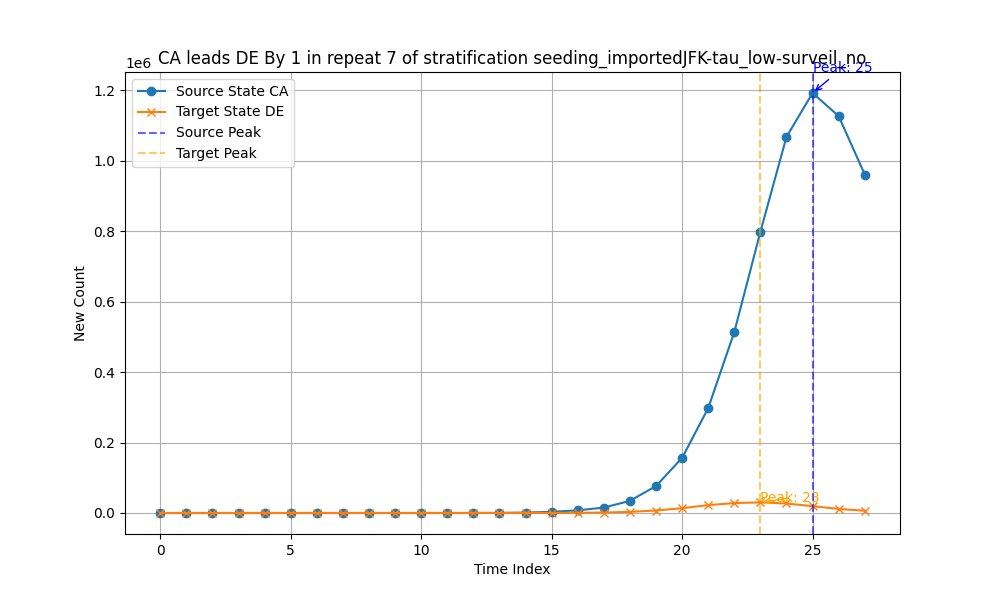 CA leads DE By 1 in repeat 7 of stratification seeding_importedJFK-tau_low-surveil_no
1e6
Peak: 25
Source State CA
Target State DE
Source Peak
Target Peak
New Count
1.2
1.0
0.8
0.6
0.4
0.2
0.0
Peak: 23
0
5
10
15
20
25
Time Index